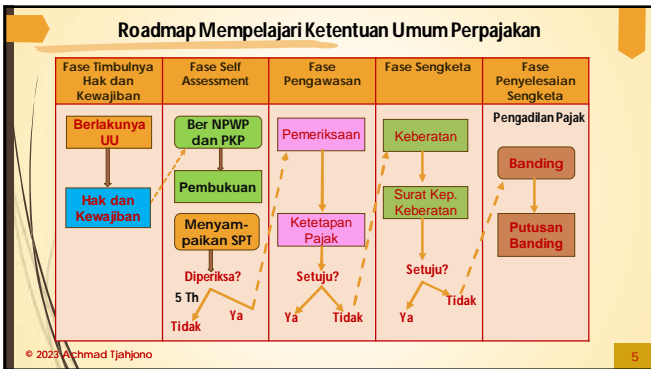 Roadmap Mempelajari Ketentuan Umum Perpajakan
Fase Timbulnya
Hak dan
Kewajiban
Fase Self
Assessment
Fase
Pengawasan
Fase Sengketa
Fase
Penyelesaian
Sengketa
Berlakunya
UU
Hak dan
Kewajiban
Ber NPWP
dan PKP
Pembukuan
Menyam-
paikan SPT
Diperiksa?
5 Th
Tidak
Ya
Pemeriksaan
Ketetapan
Pajak
Setuju?
Ya
Tidak
Keberatan
Surat Kep.
Keberatan
Setuju?
Ya
Tidak
Pengadilan Pajak
Banding
Putusan
Banding
© 2023 Achmad Tjahjono
5